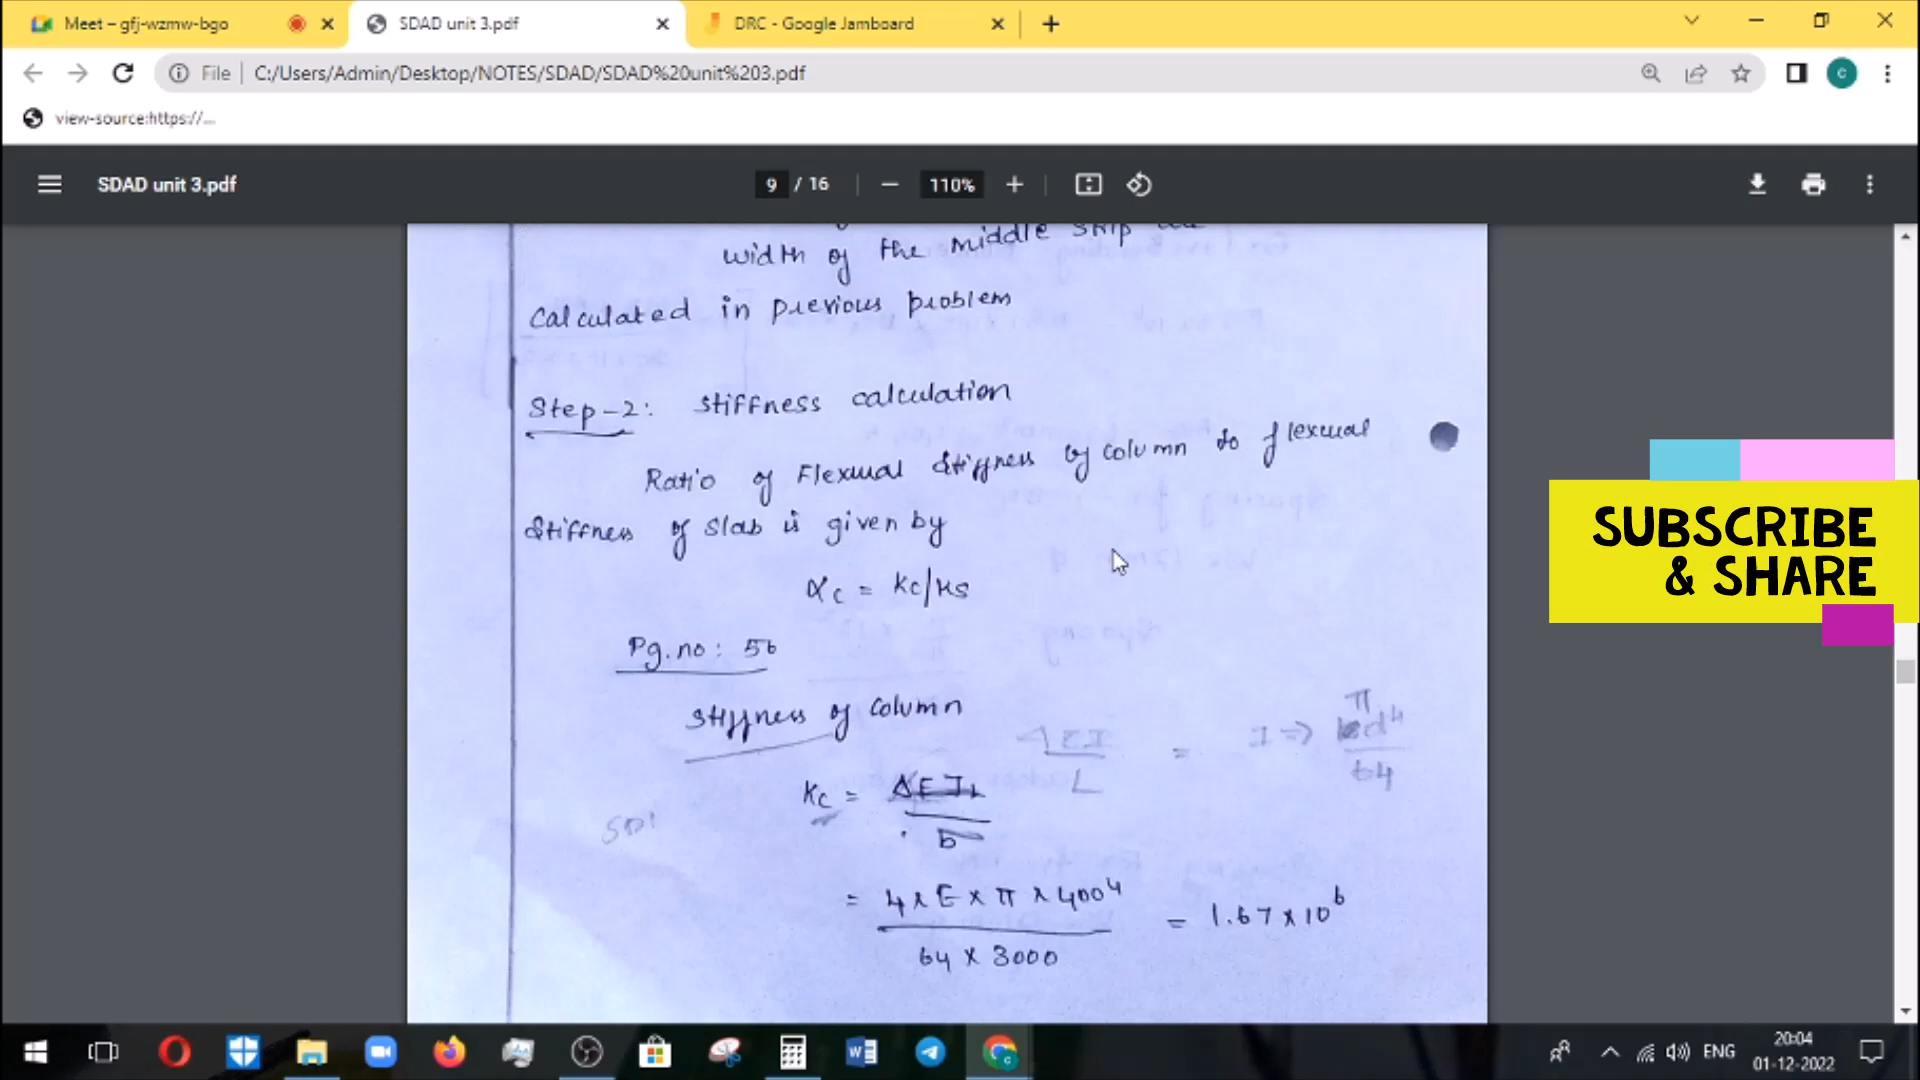 Meet – gfj-wzmw-bgo
SDAD unit 3.pdf
DRC - Google Jamboard
File
C:/Users/Admin/Desktop/NOTES/SDAD/SDAD%20unit%203.pdf
C
view-source:https://...
SDAD unit 3.pdf
9 / 16
110%
width of the middle strip
Calculated in previous problem
Step-2: Stiffness calculation
Ratio of Flexural Stiffness of column to flexural
Stiffness of slab is given by
αc = Kc/Ks
Pg.no: 56
Stiffness of column
4EI/L = I ⇒ πd⁴/64
Kc =
= 4 x E x π x 400⁴ / 64 x 3000 = 1.67 x 10⁶
SUBSCRIBE
& SHARE
ENG
20:04
01-12-2022